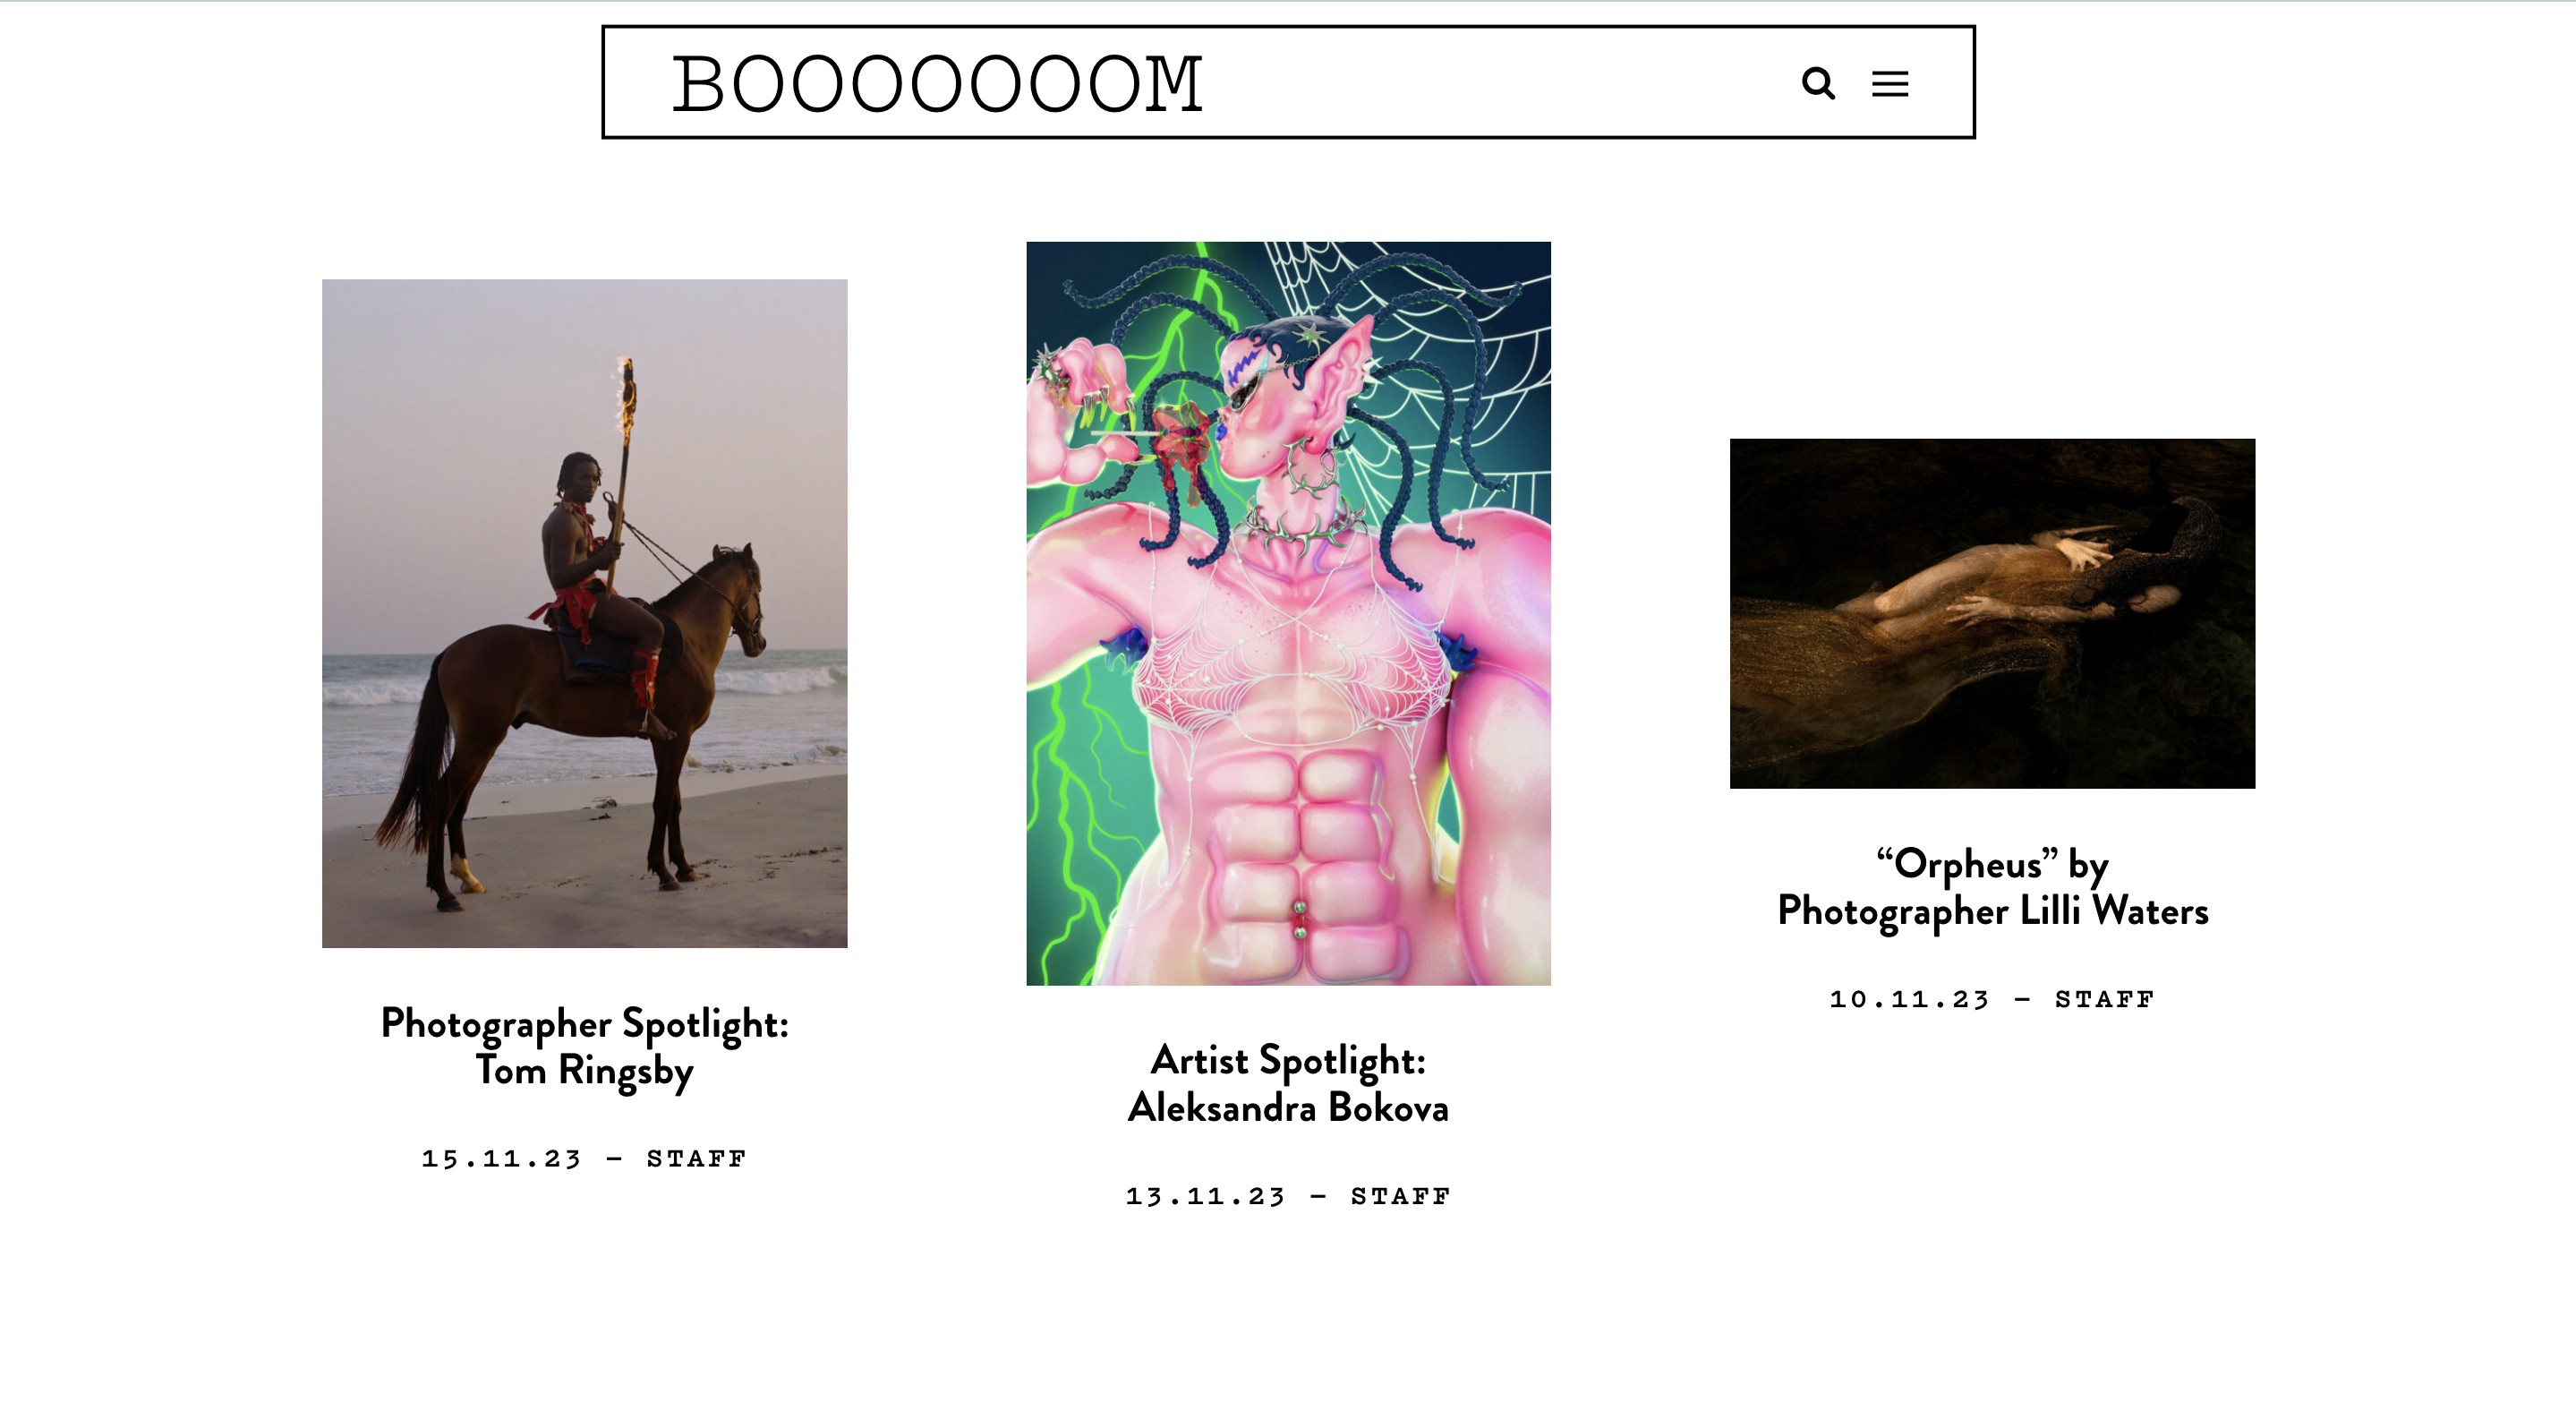 BOOOOOOOM
Photographer Spotlight:
Tom Ringsby
15.11.23 – STAFF
Artist Spotlight:
Aleksandra Bokova
13.11.23 – STAFF
“Orpheus” by
Photographer Lilli Waters
10.11.23 – STAFF